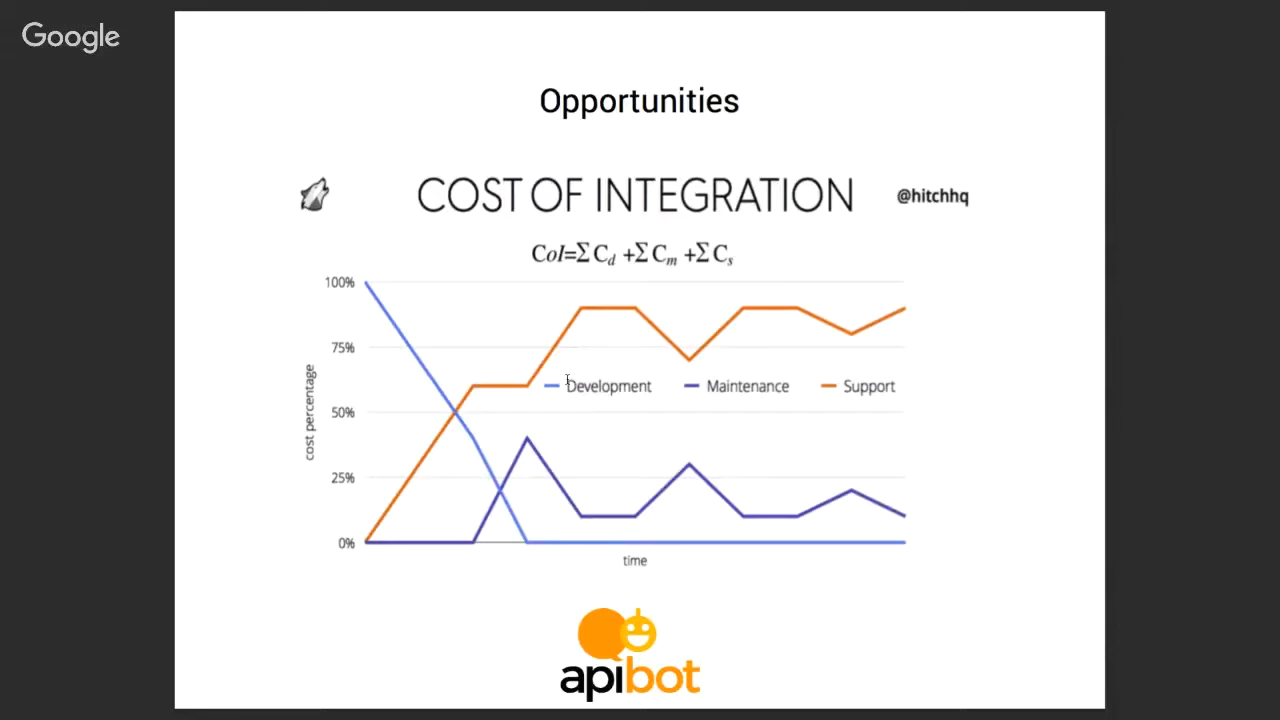 Google
Opportunities
COST OF INTEGRATION
@hitchhq
CoI=ΣCd +ΣCm +ΣCs
100%
75%
50%
25%
0%
cost percentage
Development
Maintenance
Support
time
apibot